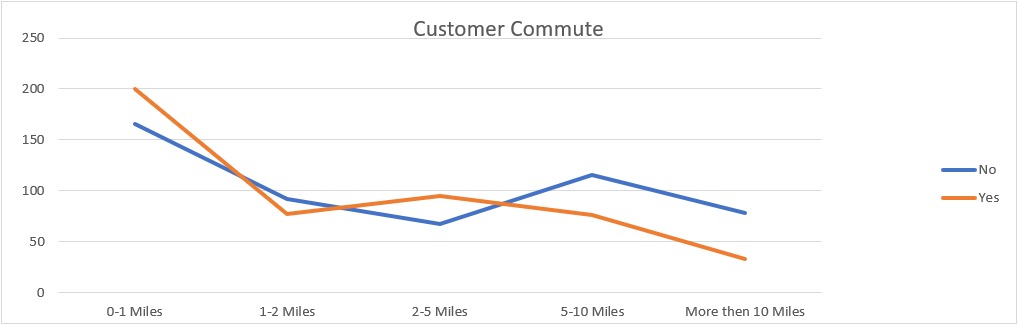 Customer Commute
250
200
150
100
50
0
0-1 Miles
1-2 Miles
2-5 Miles
5-10 Miles
More then 10 Miles
No
Yes